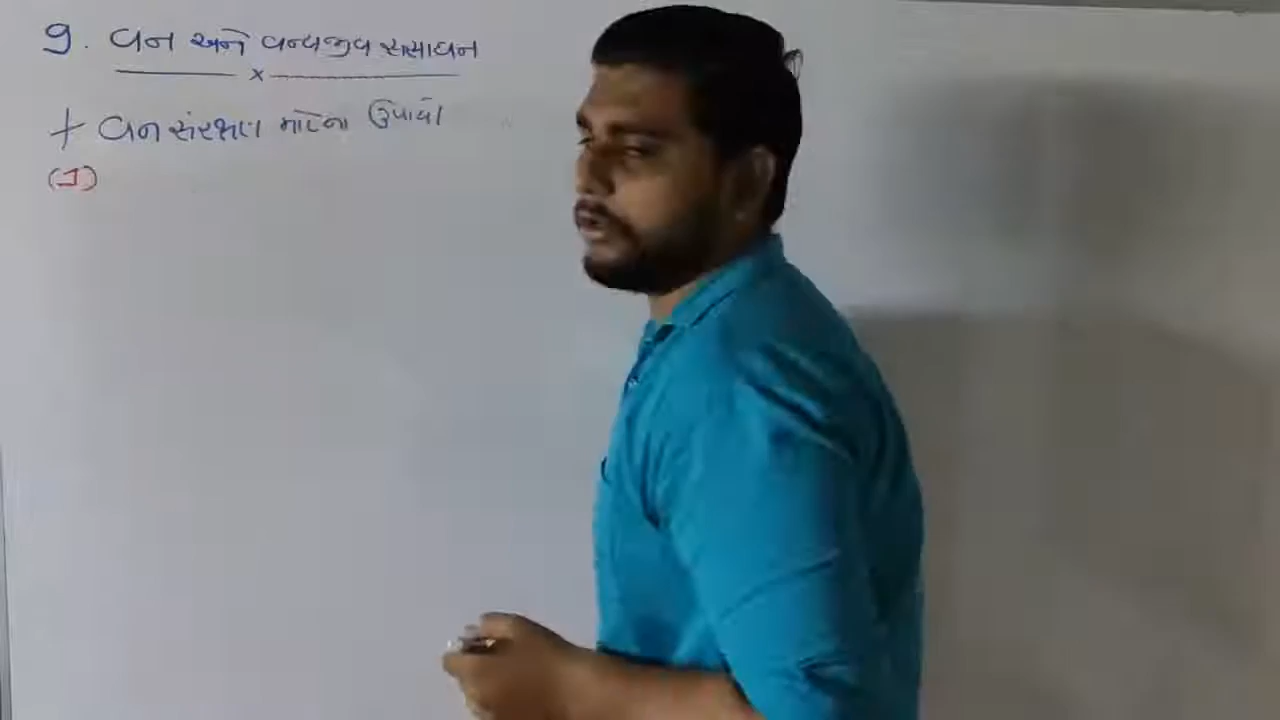 9. વન અને વન્યજીવ સંસાધન
x
+ વન સંરક્ષણ માટેના ઉપાયો
(1)